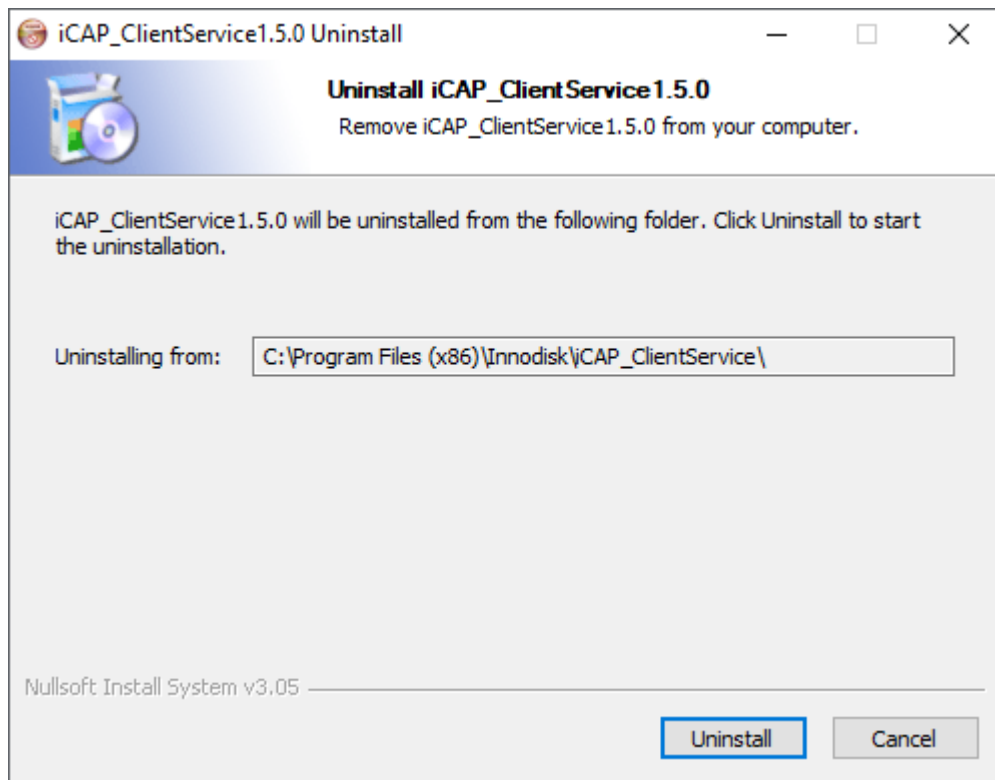 iCAP_ClientService1.5.0 Uninstall
Uninstall iCAP_ClientService1.5.0
Remove iCAP_ClientService1.5.0 from your computer.
iCAP_ClientService1.5.0 will be uninstalled from the following folder. Click Uninstall to start
the uninstallation.
Uninstalling from: C:\Program Files (x86)\Innodisk\iCAP_ClientService\
Nullsoft Install System v3.05
Uninstall Cancel